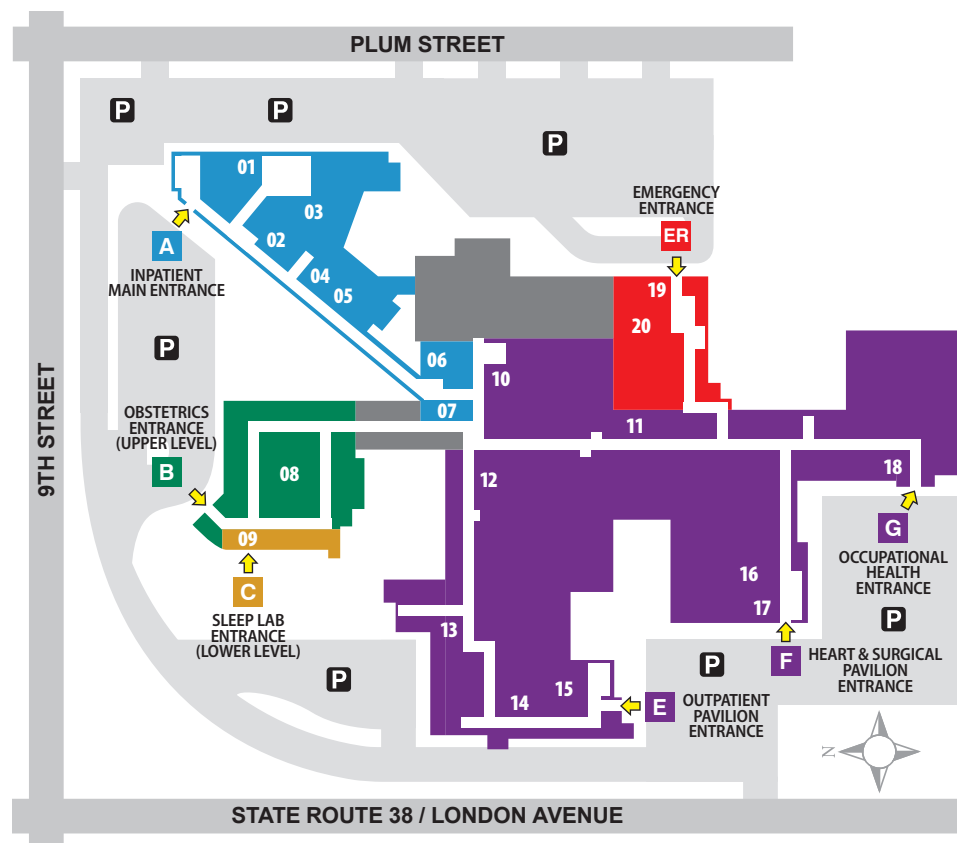 PLUM STREET
P
P
P
01
EMERGENCY
ENTRANCE
03
ER
A
02
INPATIENT
MAIN ENTRANCE
04
05
19
20
P
06
10
9TH STREET
OBSTETRICS
ENTRANCE
(UPPER LEVEL)
07
11
B
08
12
18
G
09
OCCUPATIONAL
HEALTH
ENTRANCE
C
16
17
SLEEP LAB
ENTRANCE
(LOWER LEVEL)
13
P
F
HEART & SURGICAL
PAVILION
ENTRANCE
P
P
15
14
E
OUTPATIENT
PAVILION
ENTRANCE
N
STATE ROUTE 38 / LONDON AVENUE